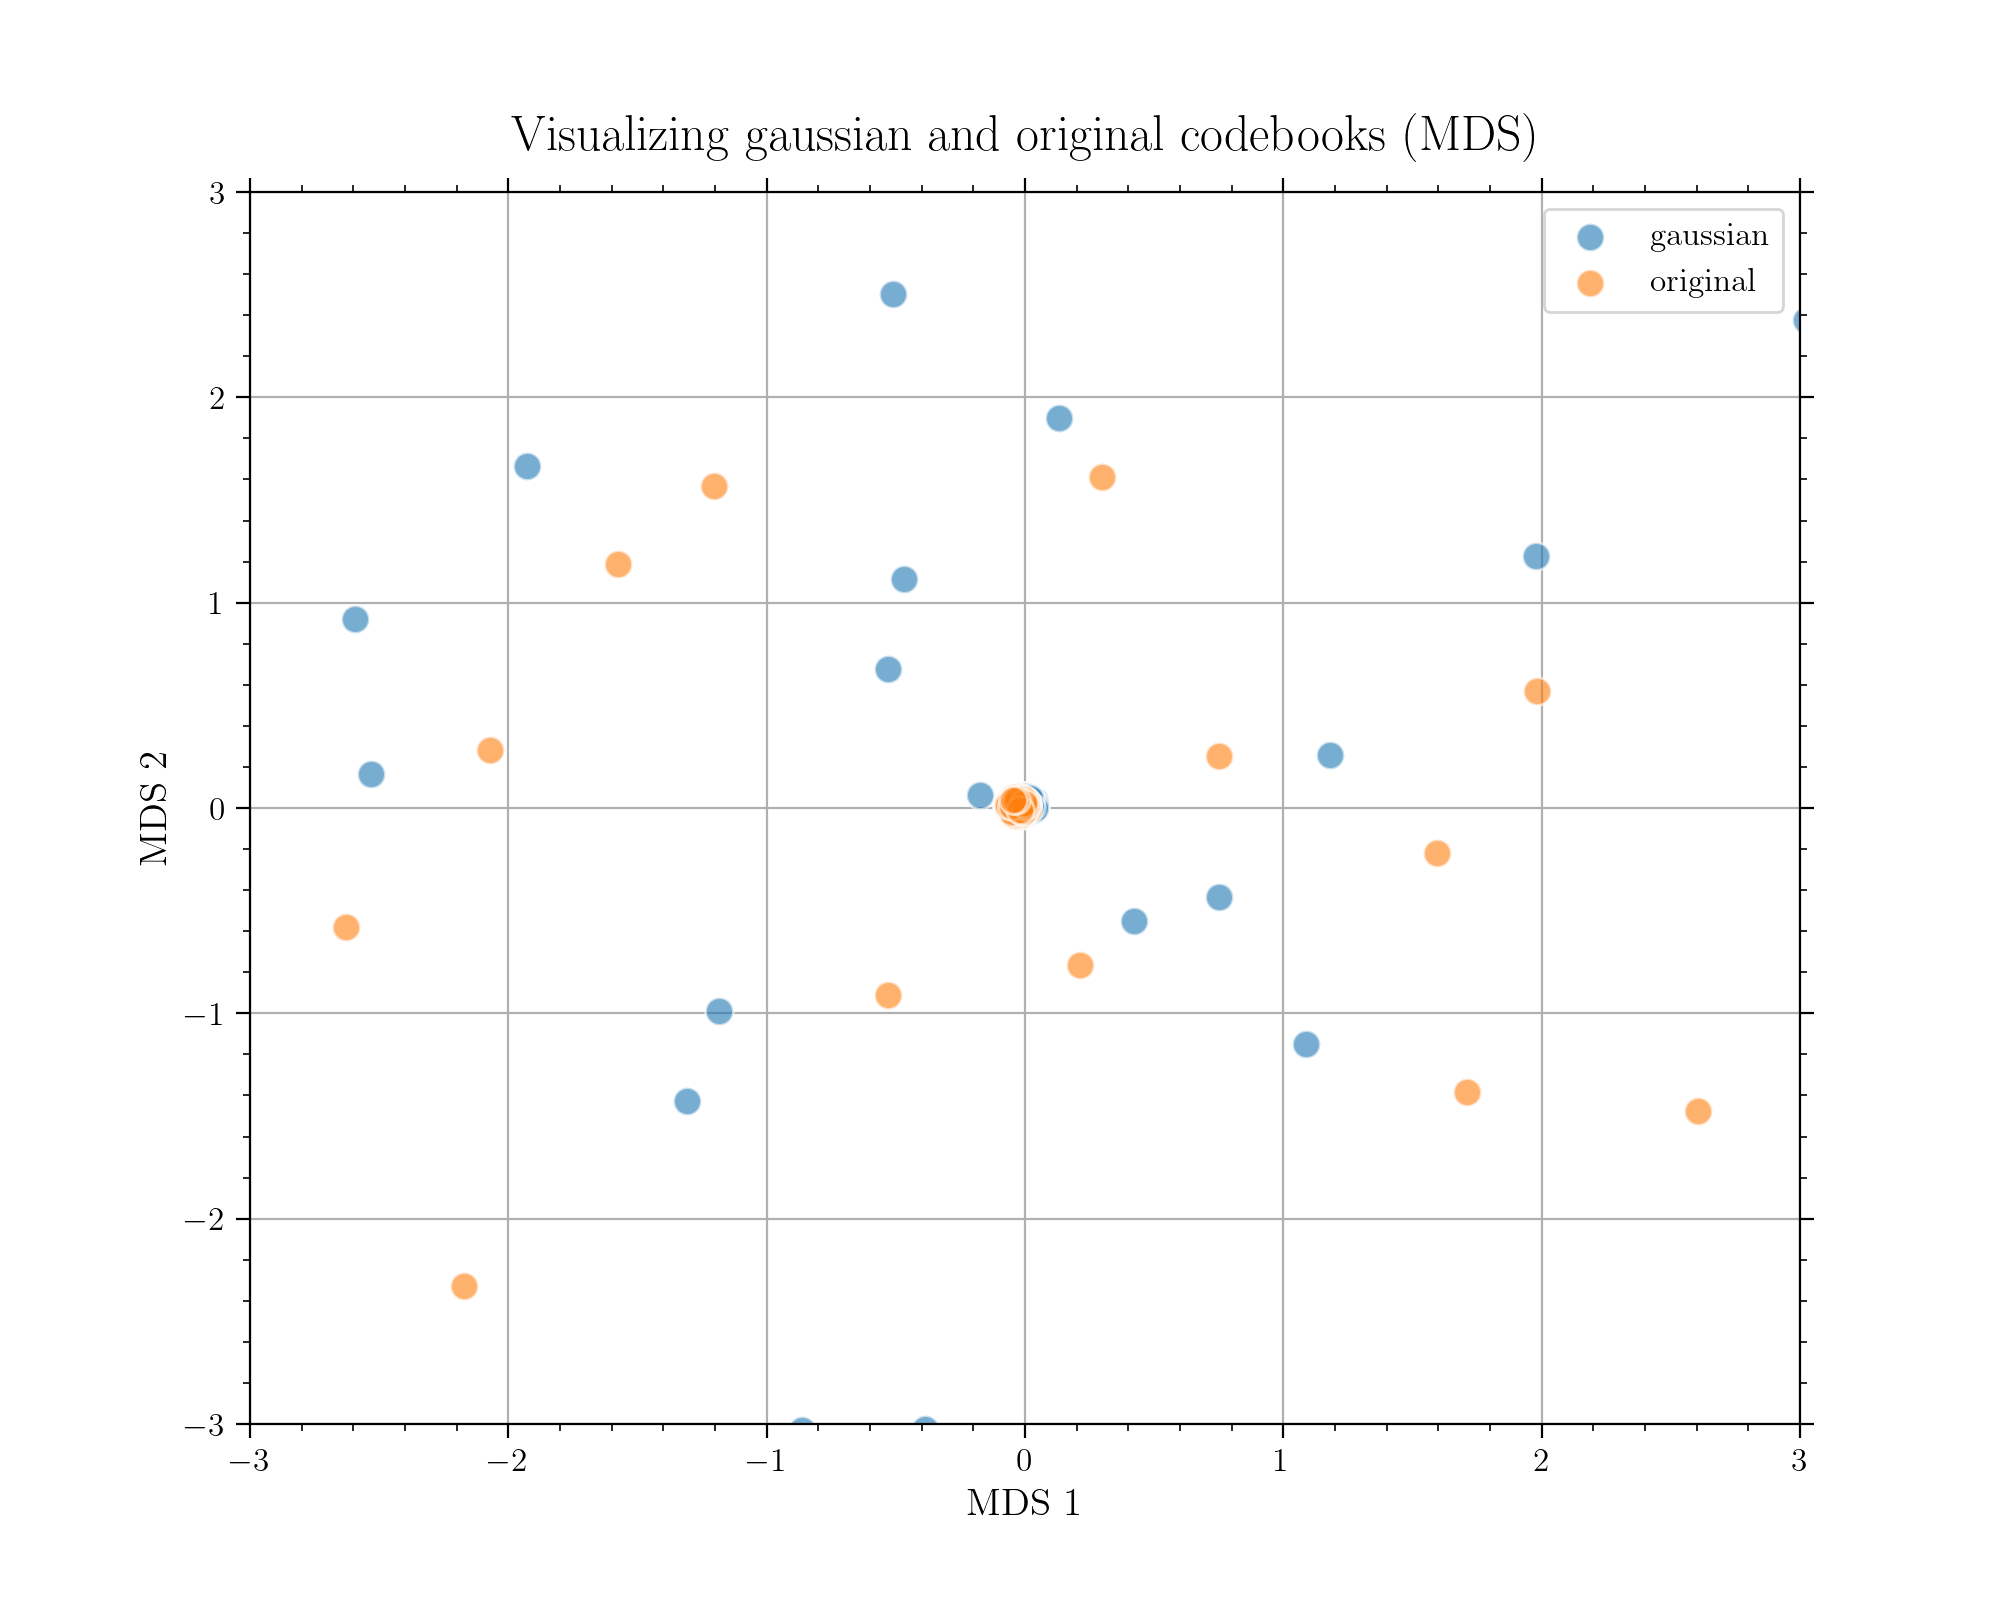 Visualizing gaussian and original codebooks (MDS)
gaussian
original
MDS 2
3
2
1
0
−1
−2
−3
−3
−2
−1
0
1
2
3
MDS 1